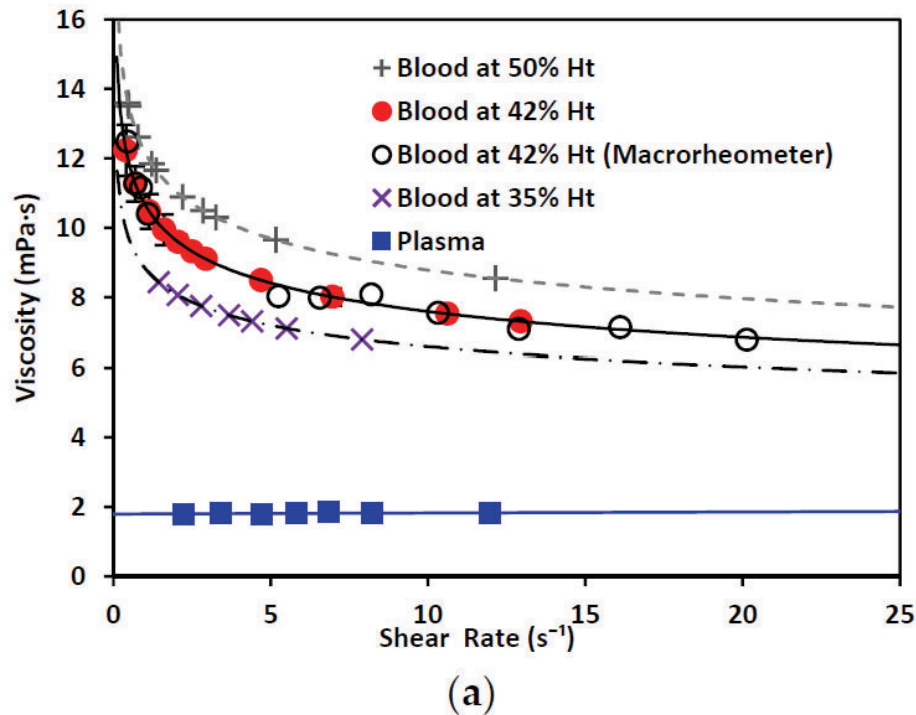 16
14
12
10
8
6
4
2
0
Viscosity (mPa·s)
Blood at 50% Ht
Blood at 42% Ht
Blood at 42% Ht (Macrorheometer)
Blood at 35% Ht
Plasma
0 5 10 15 20 25
Shear Rate (s⁻¹)
(a)